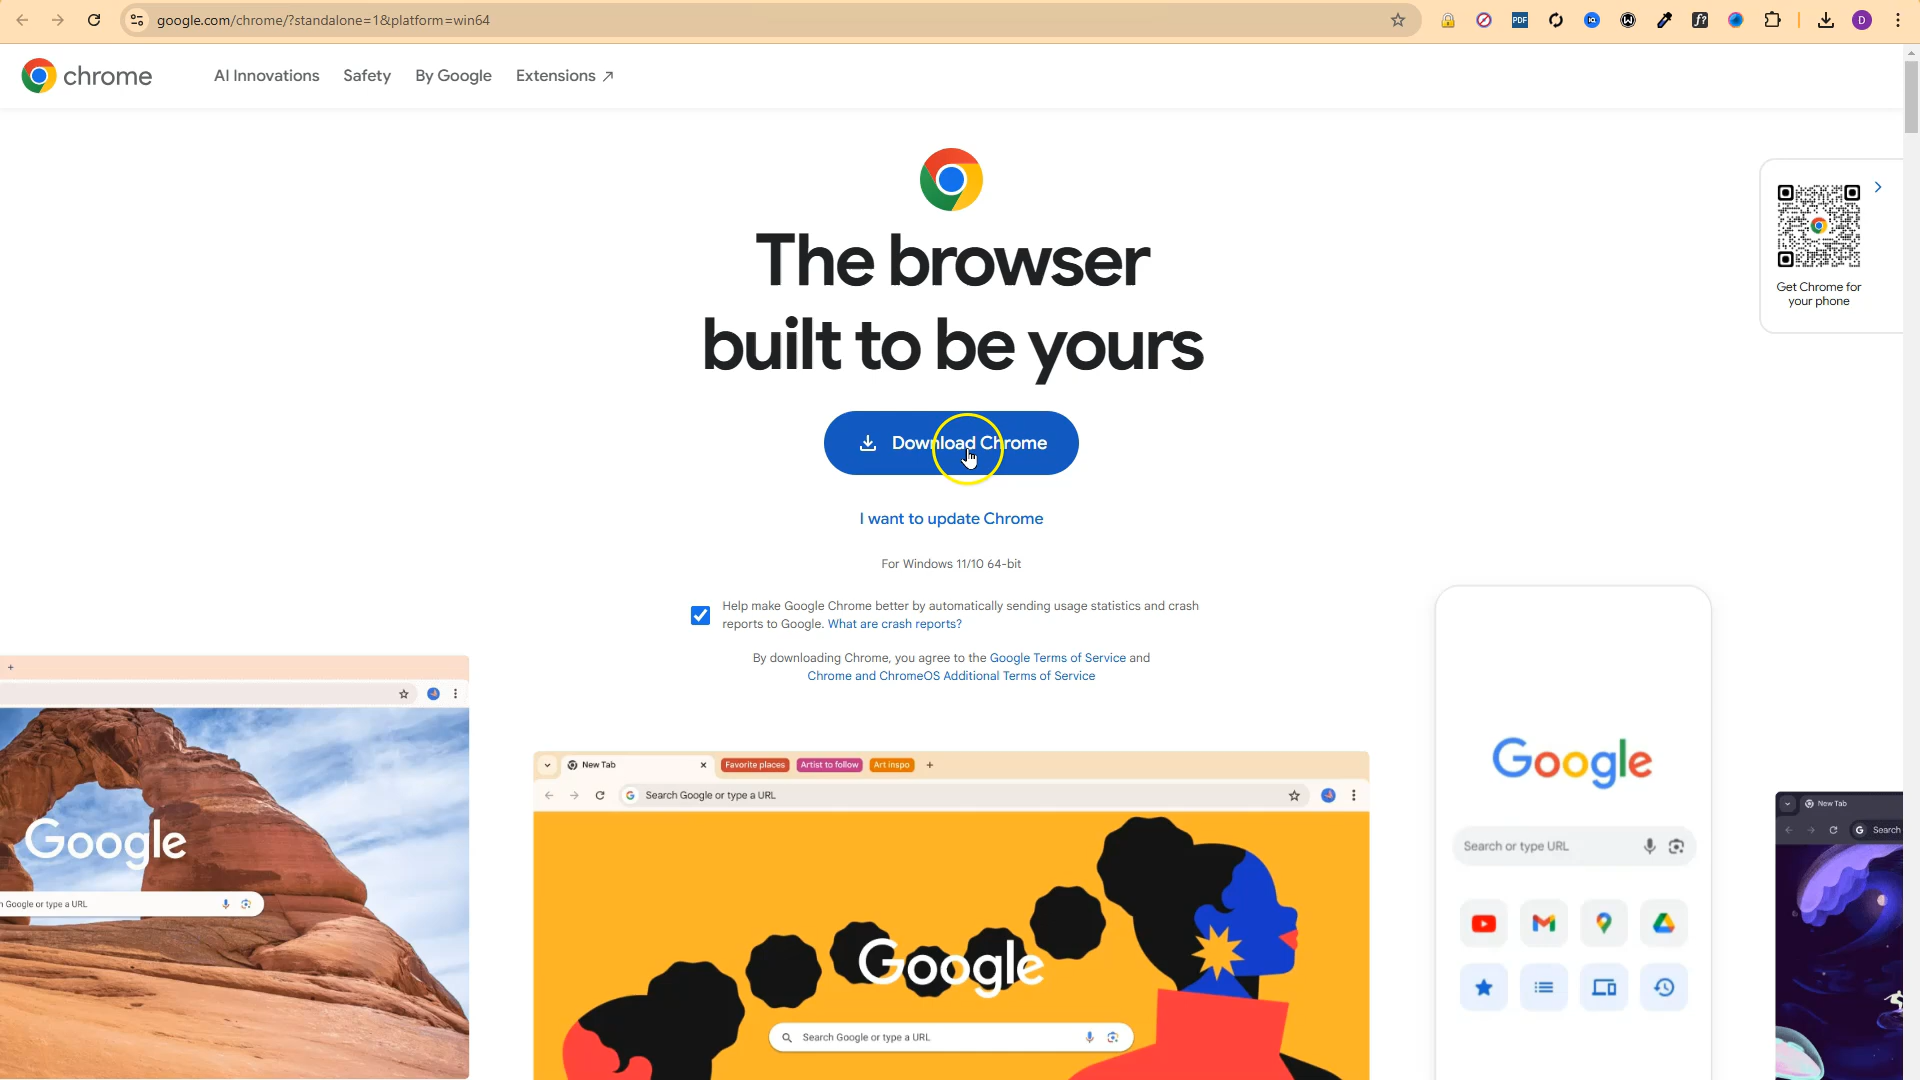 google.com/chrome/?standalone=1&platform=win64
PDF
IQ
f?
D
chrome
AI Innovations
Safety
By Google
Extensions
The browser
built to be yours
Get Chrome for
your phone
Download Chrome
I want to update Chrome
For Windows 11/10 64-bit
Help make Google Chrome better by automatically sending usage statistics and crash
reports to Google. What are crash reports?
By downloading Chrome, you agree to the Google Terms of Service and
Chrome and ChromeOS Additional Terms of Service
Google
Google or type a URL
New Tab
Favorite places
Artist to follow
Art inspo
G Search Google or type a URL
Google
Search Google or type a URL
Google
Search or type URL
New Tab
G Search